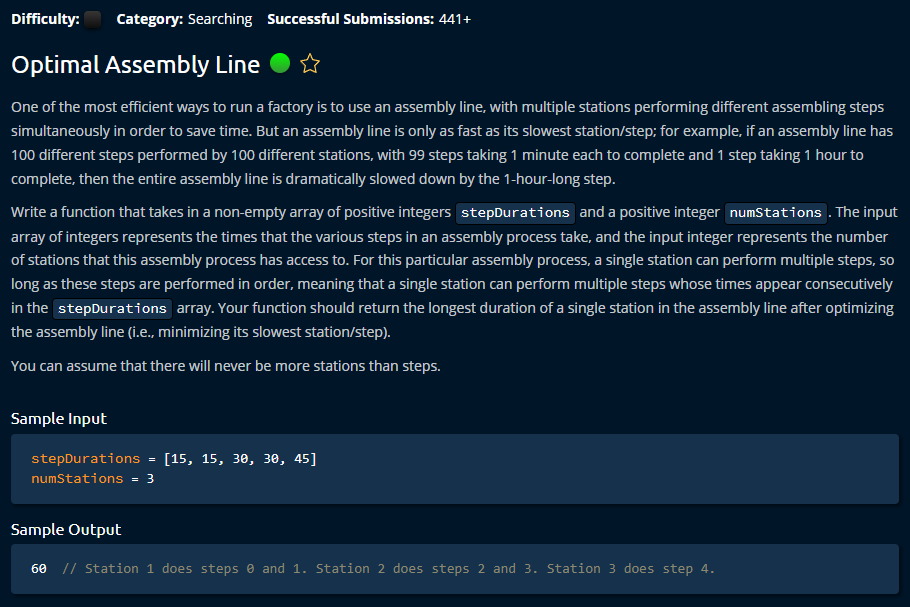 Difficulty: Category: Searching Successful Submissions: 441+
Optimal Assembly Line
One of the most efficient ways to run a factory is to use an assembly line, with multiple stations performing different assembling steps
simultaneously in order to save time. But an assembly line is only as fast as its slowest station/step; for example, if an assembly line has
100 different steps performed by 100 different stations, with 99 steps taking 1 minute each to complete and 1 step taking 1 hour to
complete, then the entire assembly line is dramatically slowed down by the 1-hour-long step.
Write a function that takes in a non-empty array of positive integers stepDurations and a positive integer numStations. The input
array of integers represents the times that the various steps in an assembly process take, and the input integer represents the number
of stations that this assembly process has access to. For this particular assembly process, a single station can perform multiple steps, so
long as these steps are performed in order, meaning that a single station can perform multiple steps whose times appear consecutively
in the stepDurations array. Your function should return the longest duration of a single station in the assembly line after optimizing
the assembly line (i.e., minimizing its slowest station/step).
You can assume that there will never be more stations than steps.
Sample Input
stepDurations = [15, 15, 30, 30, 45]
numStations = 3
Sample Output
60 // Station 1 does steps 0 and 1. Station 2 does steps 2 and 3. Station 3 does step 4.